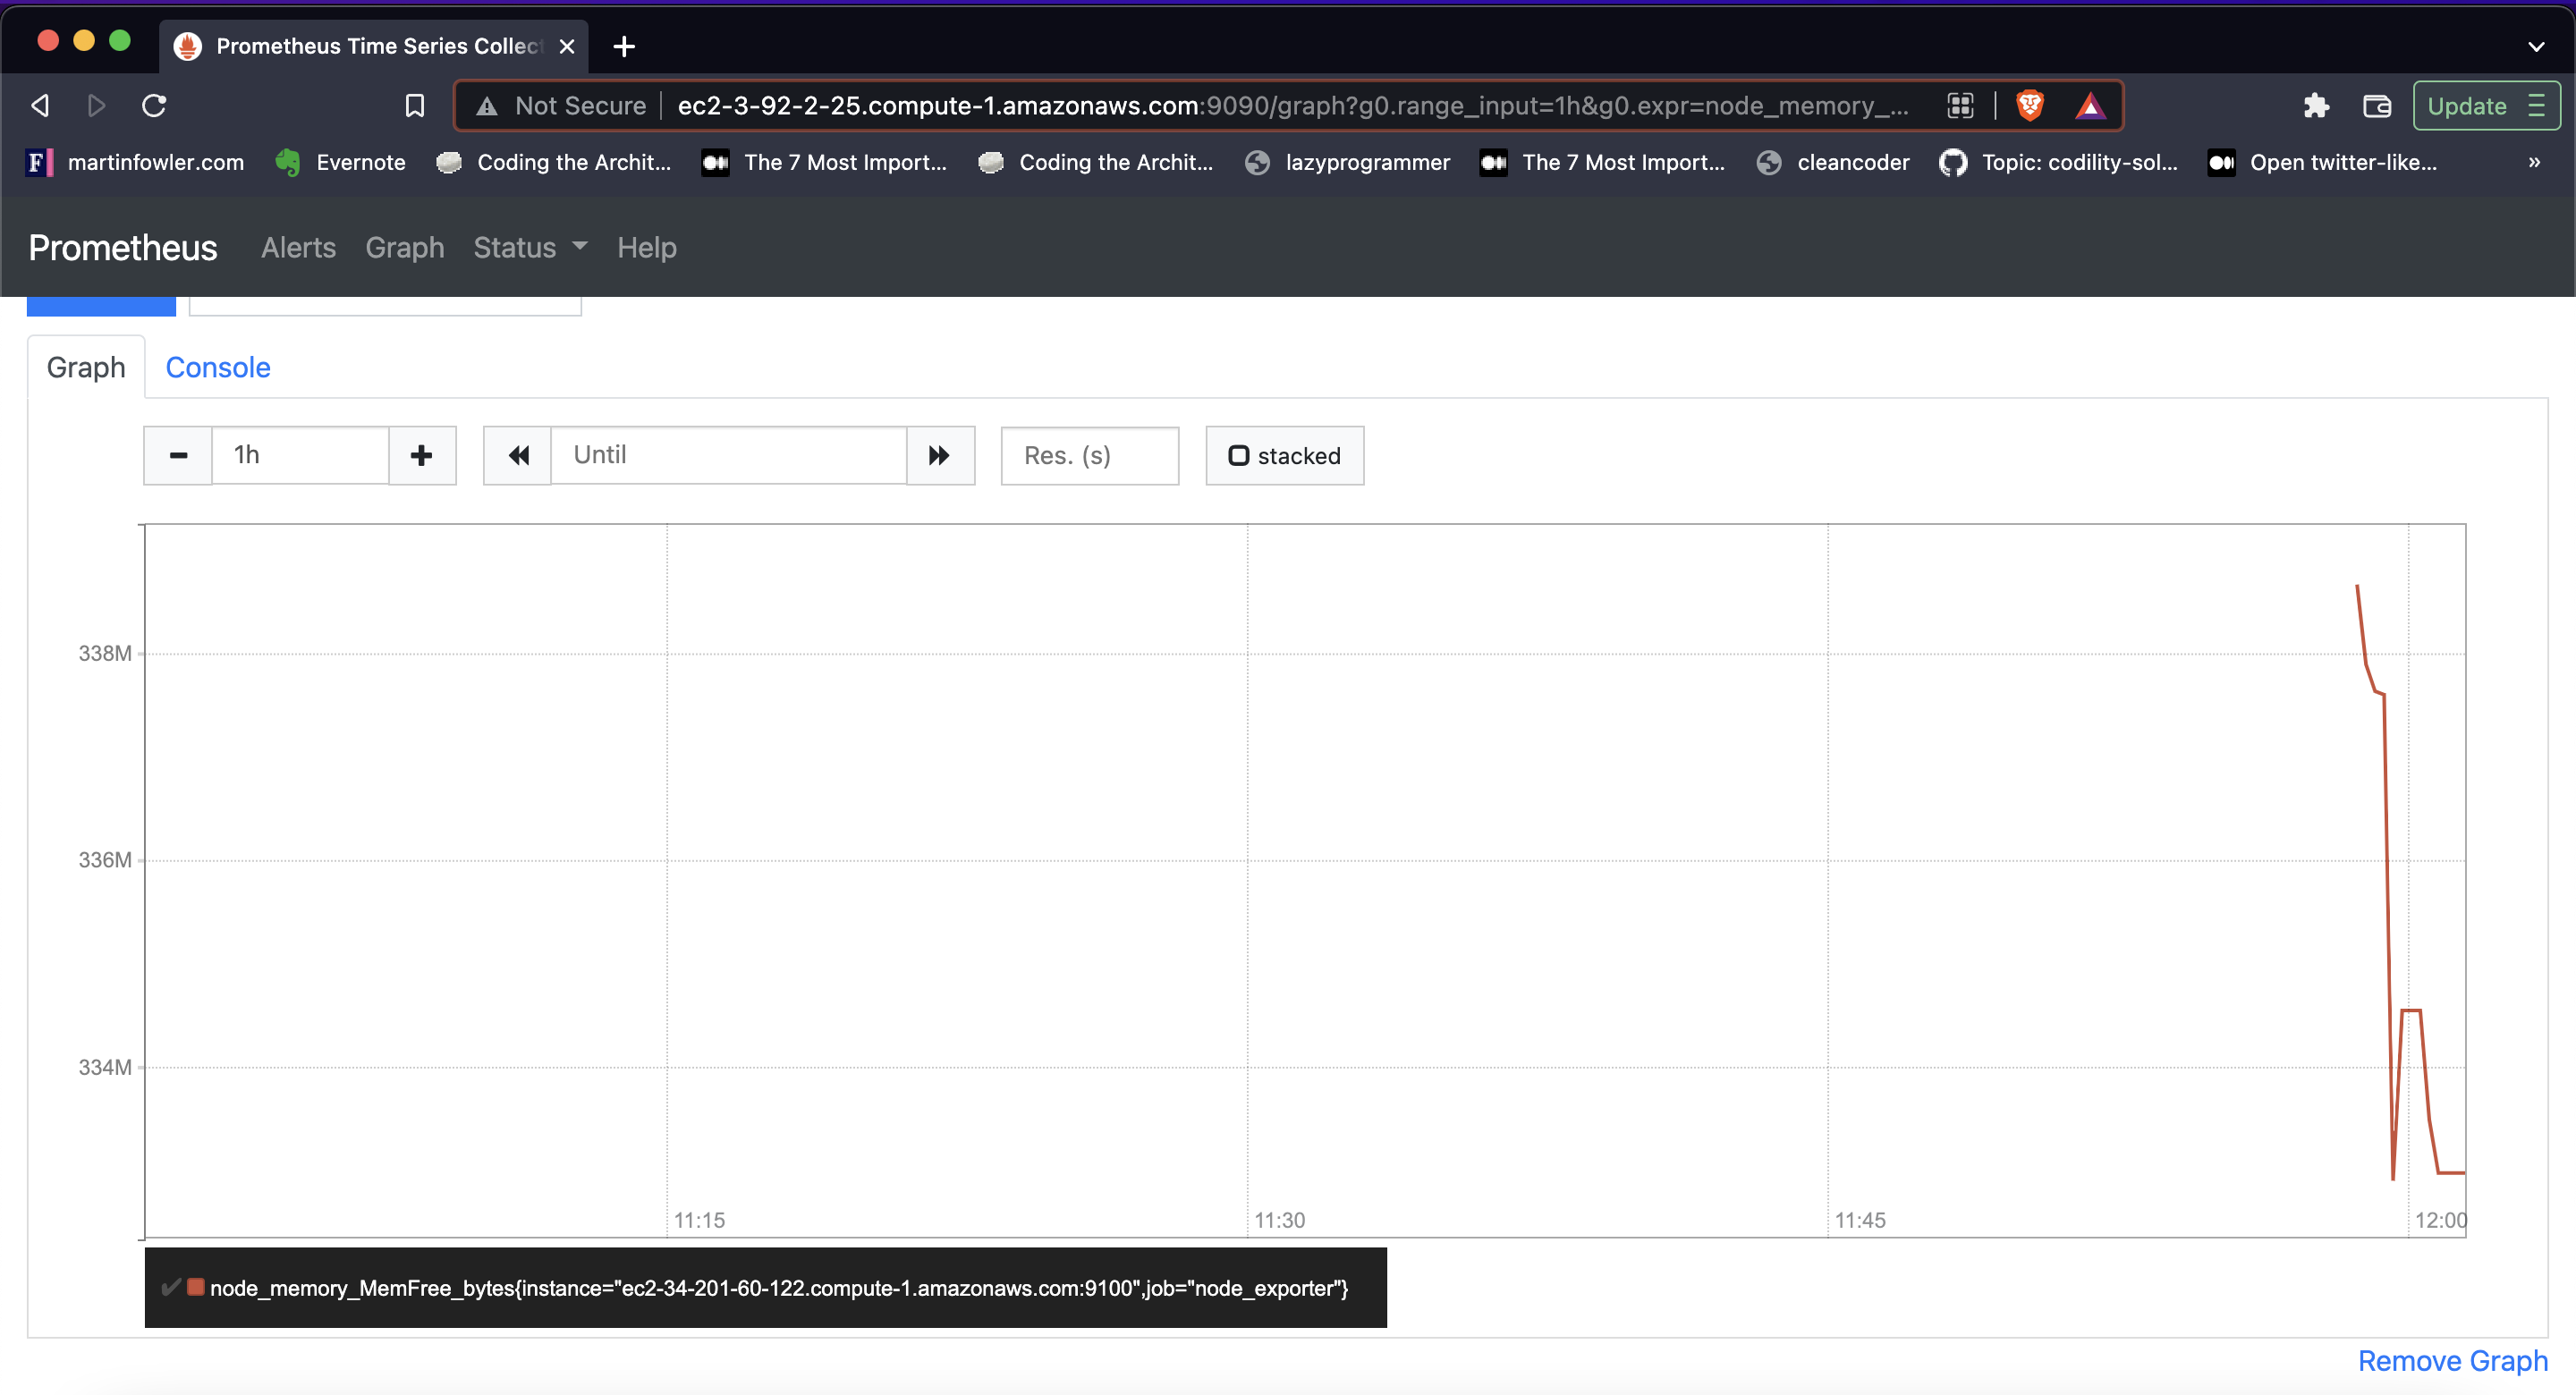 Prometheus Time Series Collect
Not Secure ec2-3-92-2-25.compute-1.amazonaws.com:9090/graph?g0.range_input=1h&g0.expr=node_memory_... Update
martinfowler.com Evernote Coding the Archit... The 7 Most Import... Coding the Archit... lazyprogrammer The 7 Most Import... cleancoder Topic: codility-sol... Open twitter-like... »
Prometheus Alerts Graph Status Help
Graph Console
- 1h + Until Res. (s) stacked
338M
336M
334M
11:15 11:30 11:45 12:00
node_memory_MemFree_bytes{instance="ec2-34-201-60-122.compute-1.amazonaws.com:9100",job="node_exporter"}
Remove Graph